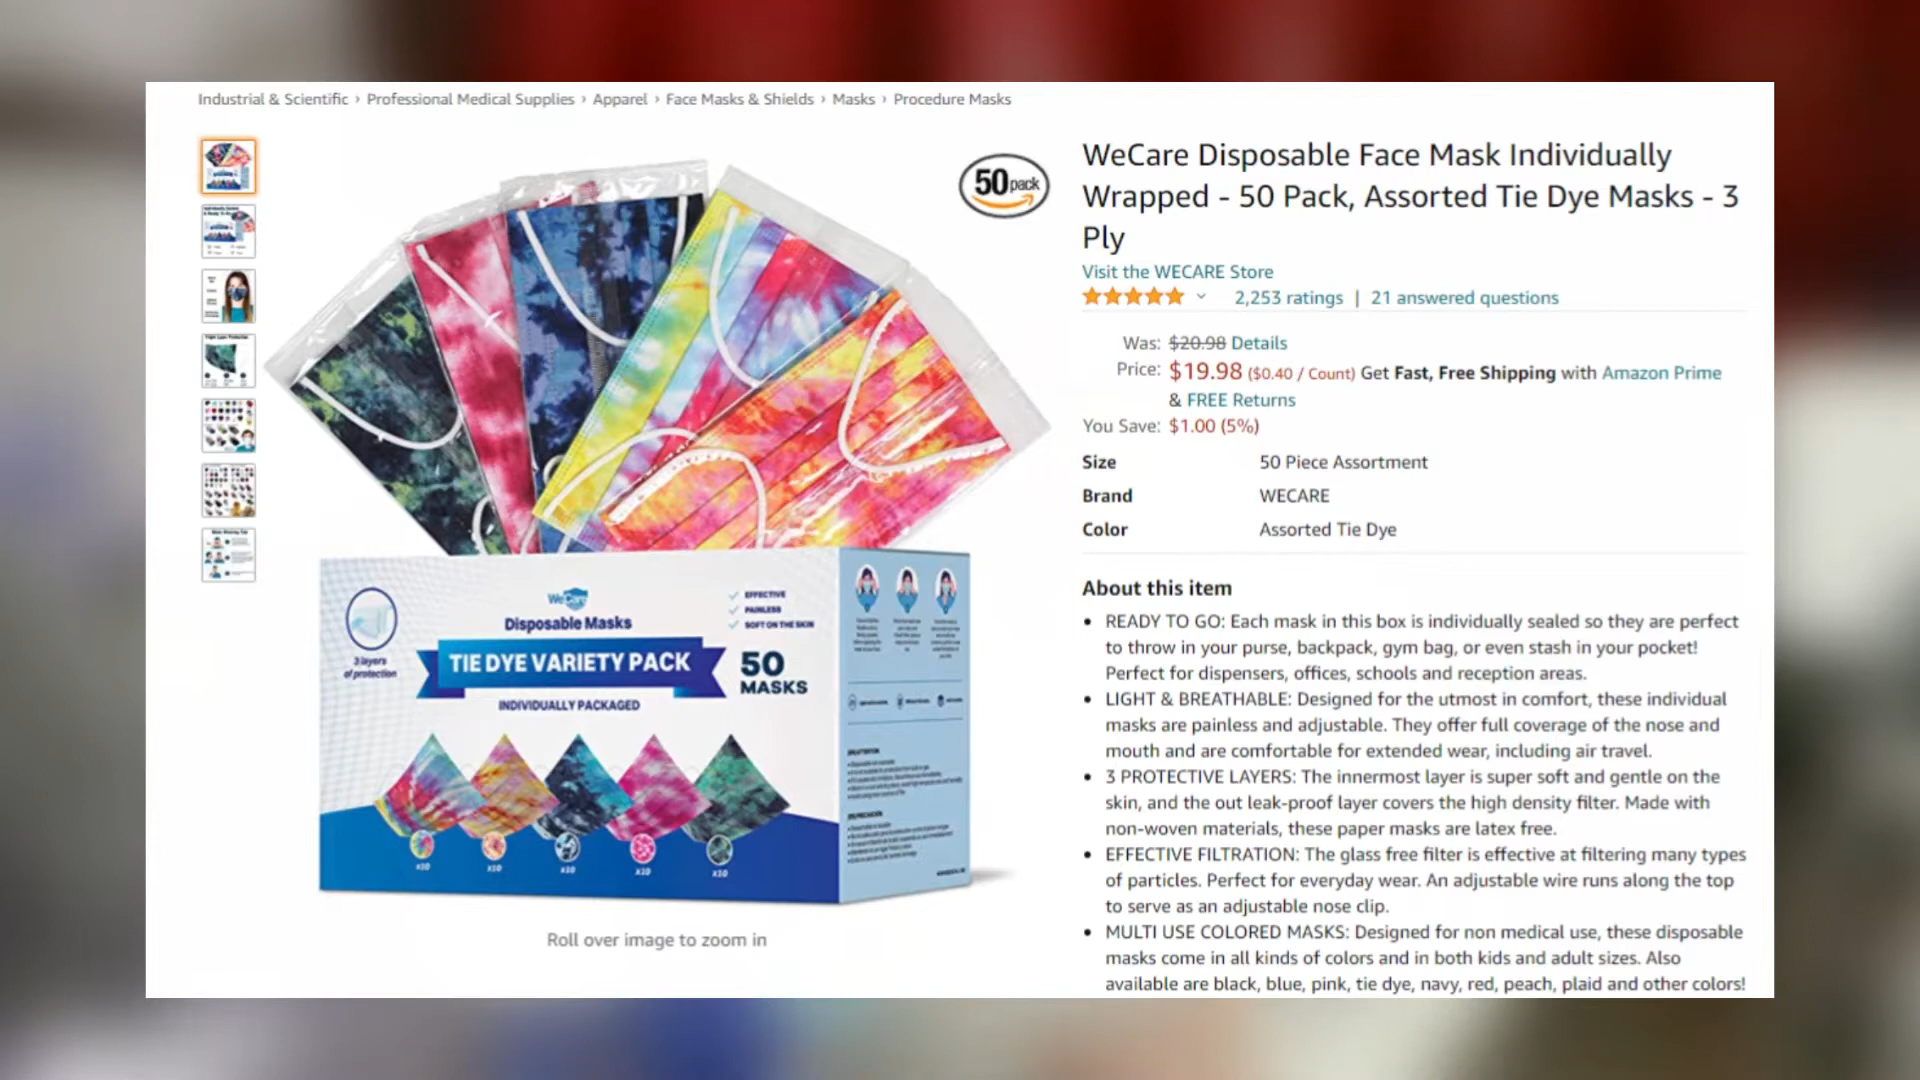 Industrial & Scientific › Professional Medical Supplies › Apparel › Face Masks & Shields › Masks › Procedure Masks
50 pack
WeCare
Disposable Masks
TIE DYE VARIETY PACK
INDIVIDUALLY PACKAGED
3 layers
of protection
EFFECTIVE
PAINLESS
SOFT ON THE SKIN
50
MASKS
x10
x10
x10
x10
x10
Roll over image to zoom in
WeCare Disposable Face Mask Individually
Wrapped - 50 Pack, Assorted Tie Dye Masks - 3
Ply
Visit the WECARE Store
2,253 ratings | 21 answered questions
Was: $20.98 Details
Price: $19.98 ($0.40 / Count) Get Fast, Free Shipping with Amazon Prime
& FREE Returns
You Save: $1.00 (5%)
Size 50 Piece Assortment
Brand WECARE
Color Assorted Tie Dye
About this item
• READY TO GO: Each mask in this box is individually sealed so they are perfect
to throw in your purse, backpack, gym bag, or even stash in your pocket!
Perfect for dispensers, offices, schools and reception areas.
• LIGHT & BREATHABLE: Designed for the utmost in comfort, these individual
masks are painless and adjustable. They offer full coverage of the nose and
mouth and are comfortable for extended wear, including air travel.
• 3 PROTECTIVE LAYERS: The innermost layer is super soft and gentle on the
skin, and the out leak-proof layer covers the high density filter. Made with
non-woven materials, these paper masks are latex free.
• EFFECTIVE FILTRATION: The glass free filter is effective at filtering many types
of particles. Perfect for everyday wear. An adjustable wire runs along the top
to serve as an adjustable nose clip.
• MULTI USE COLORED MASKS: Designed for non medical use, these disposable
masks come in all kinds of colors and in both kids and adult sizes. Also
available are black, blue, pink, tie dye, navy, red, peach, plaid and other colors!